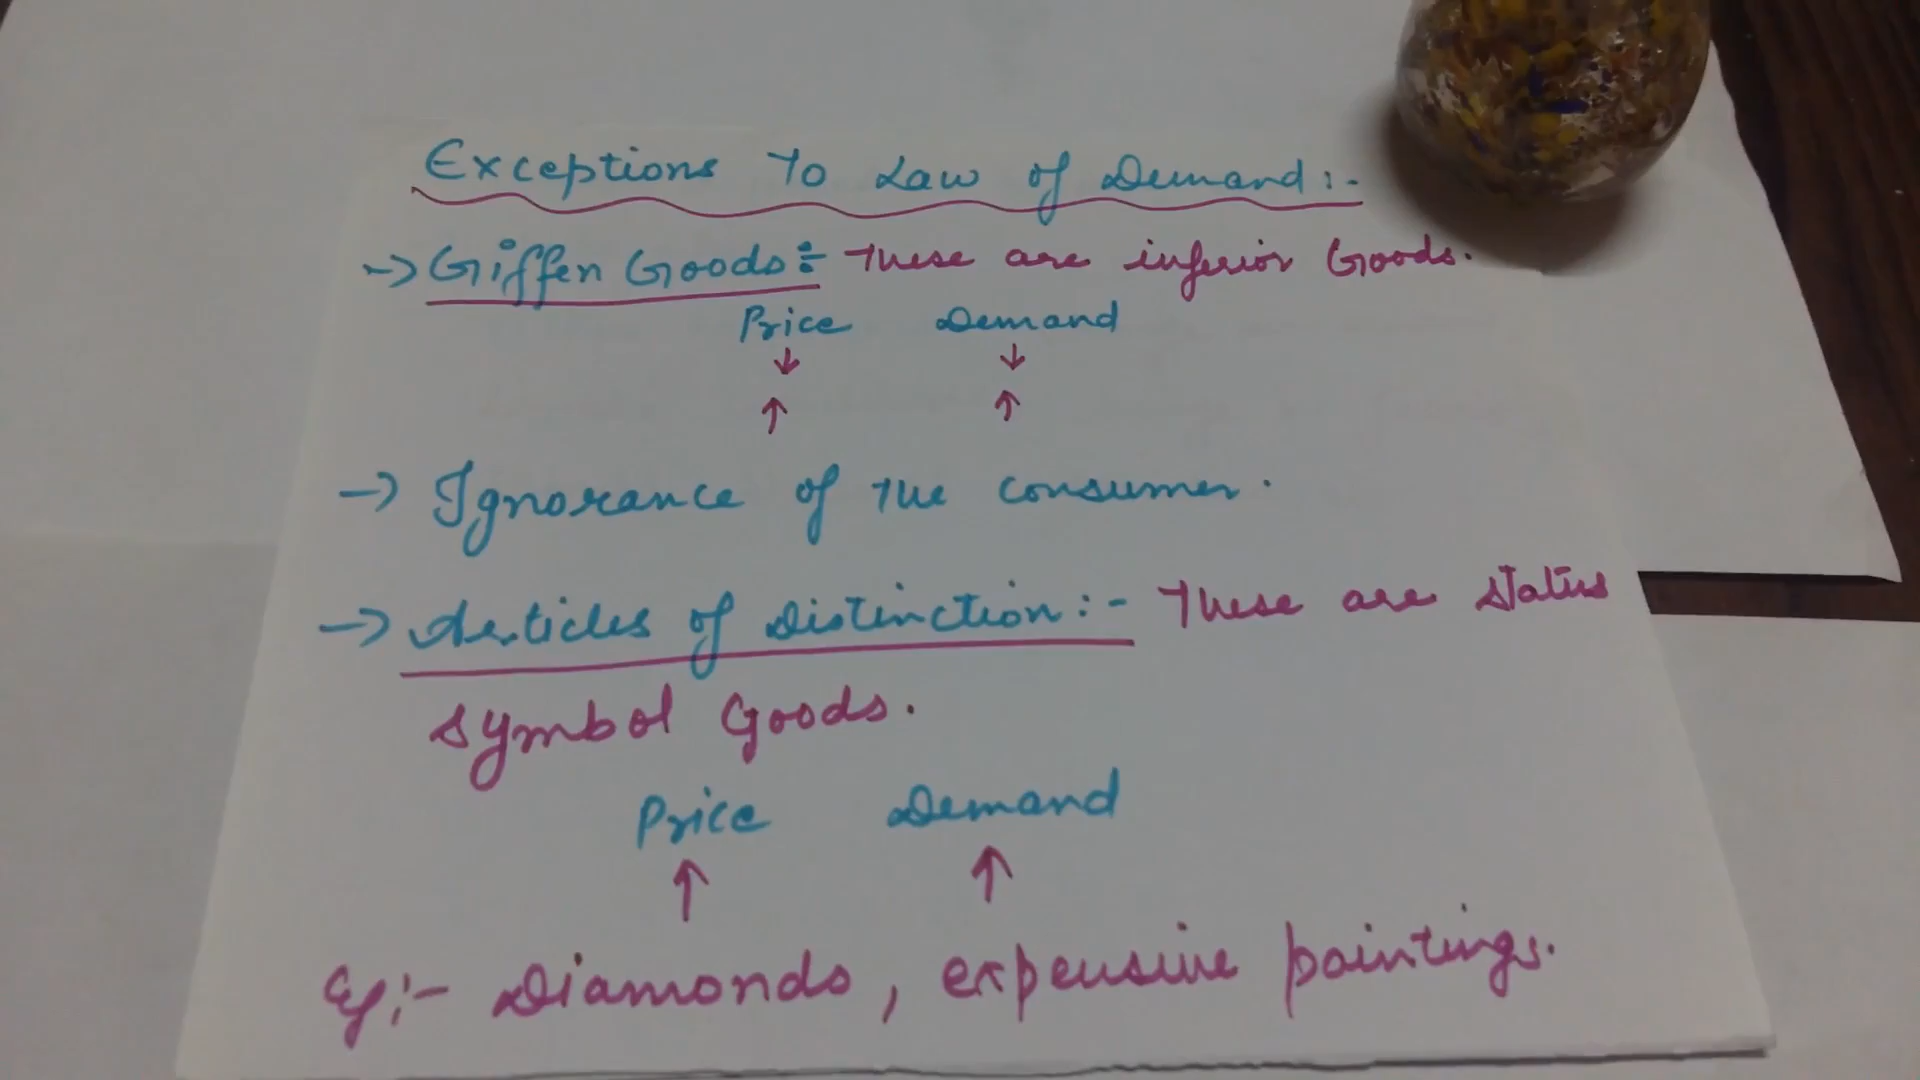 Exceptions To Law of Demand:-
→ Giffen Goods:- These are inferior Goods.
Price Demand
↓ ↓
↑ ↑
→ Ignorance of the consumer.
→ Articles of Distinction:- These are status
symbol Goods.
Price Demand
↑ ↑
Eg:- Diamonds, expensive paintings.